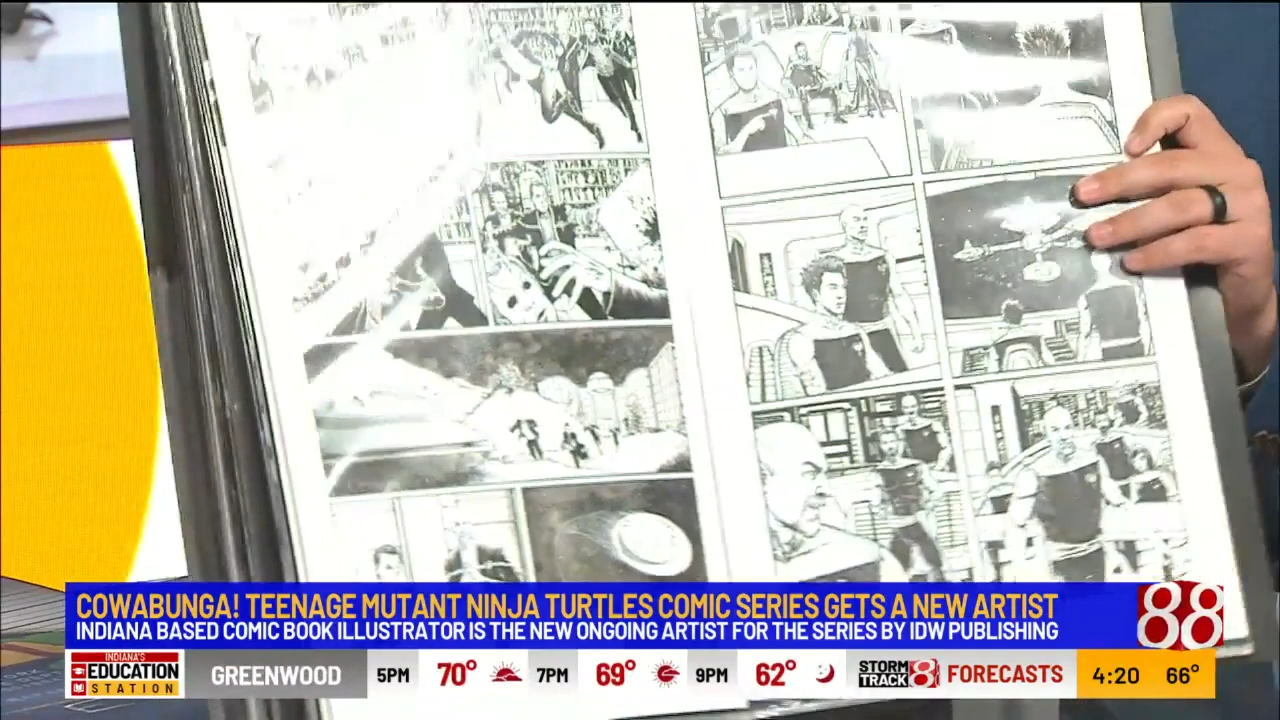 COWABUNGA! TEENAGE MUTANT NINJA TURTLES COMIC SERIES GETS A NEW ARTIST
INDIANA BASED COMIC BOOK ILLUSTRATOR IS THE NEW ONGOING ARTIST FOR THE SERIES BY IDW PUBLISHING
88
INDIANA'S
EDUCATION
STATION
GREENWOOD 5PM 70° 7PM 69° 9PM 62°
STORM
TRACK 8
FORECASTS
4:20 66°